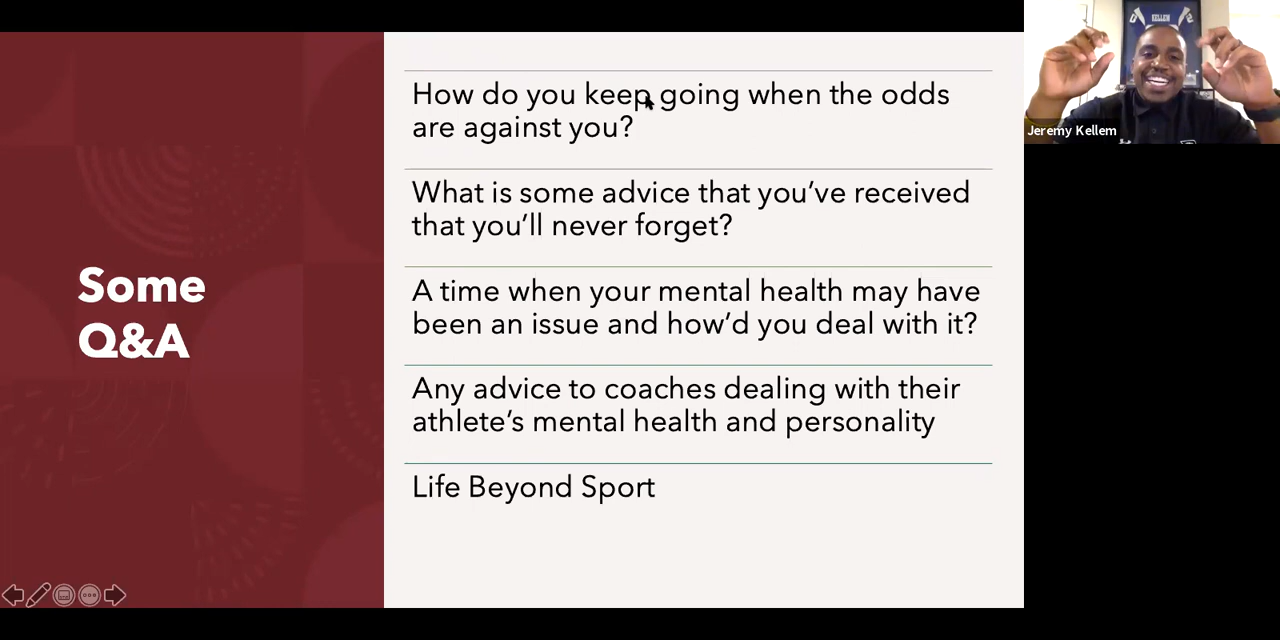 Some
Q&A
How do you keep going when the odds
are against you?
What is some advice that you’ve received
that you’ll never forget?
A time when your mental health may have
been an issue and how’d you deal with it?
Any advice to coaches dealing with their
athlete’s mental health and personality
Life Beyond Sport
KELLEM
Jeremy Kellem